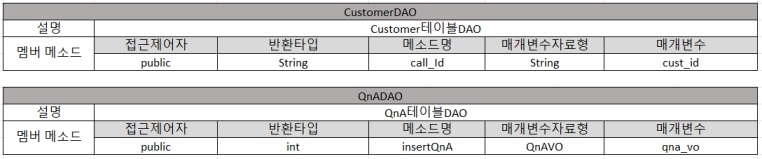 CustomerDAO
설명 Customer테이블DAO
멤버 메소드 접근제어자 반환타입 메소드명 매개변수자료형 매개변수
public String call_Id String cust_id
QnADAO
설명 QnA테이블DAO
멤버 메소드 접근제어자 반환타입 메소드명 매개변수자료형 매개변수
public int insertQnA QnAVO qna_vo